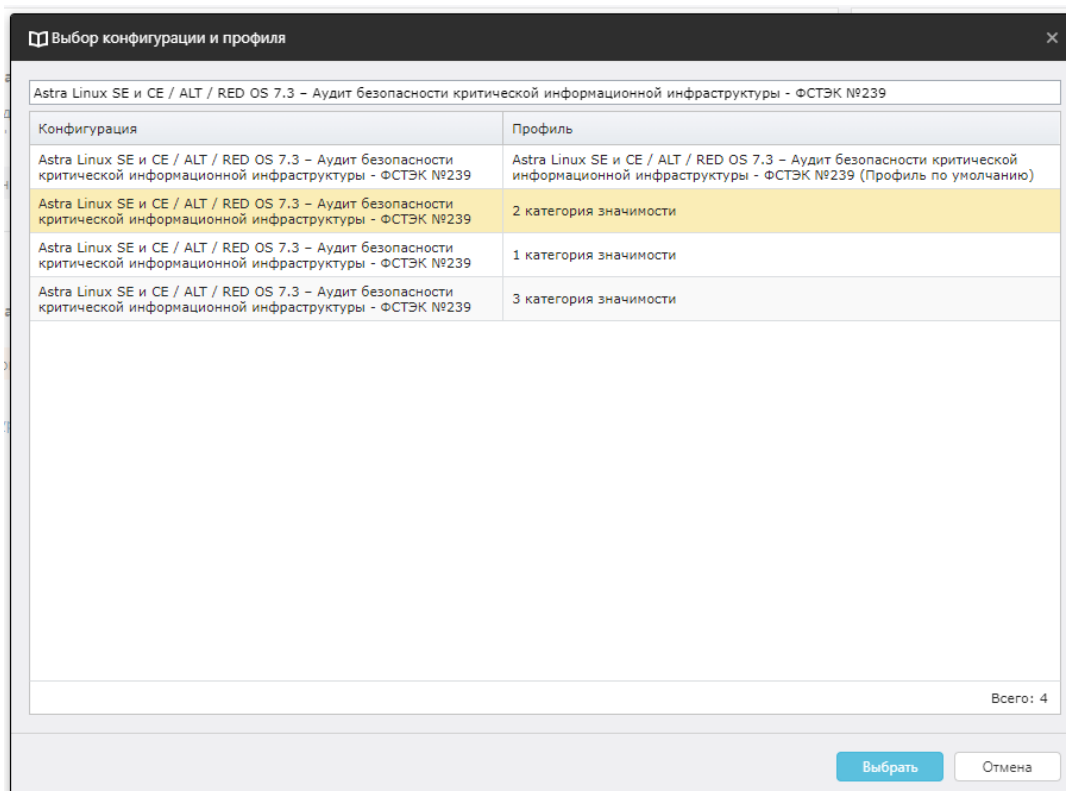 Выбор конфигурации и профиля
Astra Linux SE и CE / ALT / RED OS 7.3 – Аудит безопасности критической информационной инфраструктуры - ФСТЭК №239
Конфигурация
Профиль
Astra Linux SE и CE / ALT / RED OS 7.3 – Аудит безопасности
критической информационной инфраструктуры - ФСТЭК №239
Astra Linux SE и CE / ALT / RED OS 7.3 – Аудит безопасности критической
информационной инфраструктуры - ФСТЭК №239 (Профиль по умолчанию)
Astra Linux SE и CE / ALT / RED OS 7.3 – Аудит безопасности
критической информационной инфраструктуры - ФСТЭК №239
2 категория значимости
Astra Linux SE и CE / ALT / RED OS 7.3 – Аудит безопасности
критической информационной инфраструктуры - ФСТЭК №239
1 категория значимости
Astra Linux SE и CE / ALT / RED OS 7.3 – Аудит безопасности
критической информационной инфраструктуры - ФСТЭК №239
3 категория значимости
Всего: 4
Выбрать
Отмена